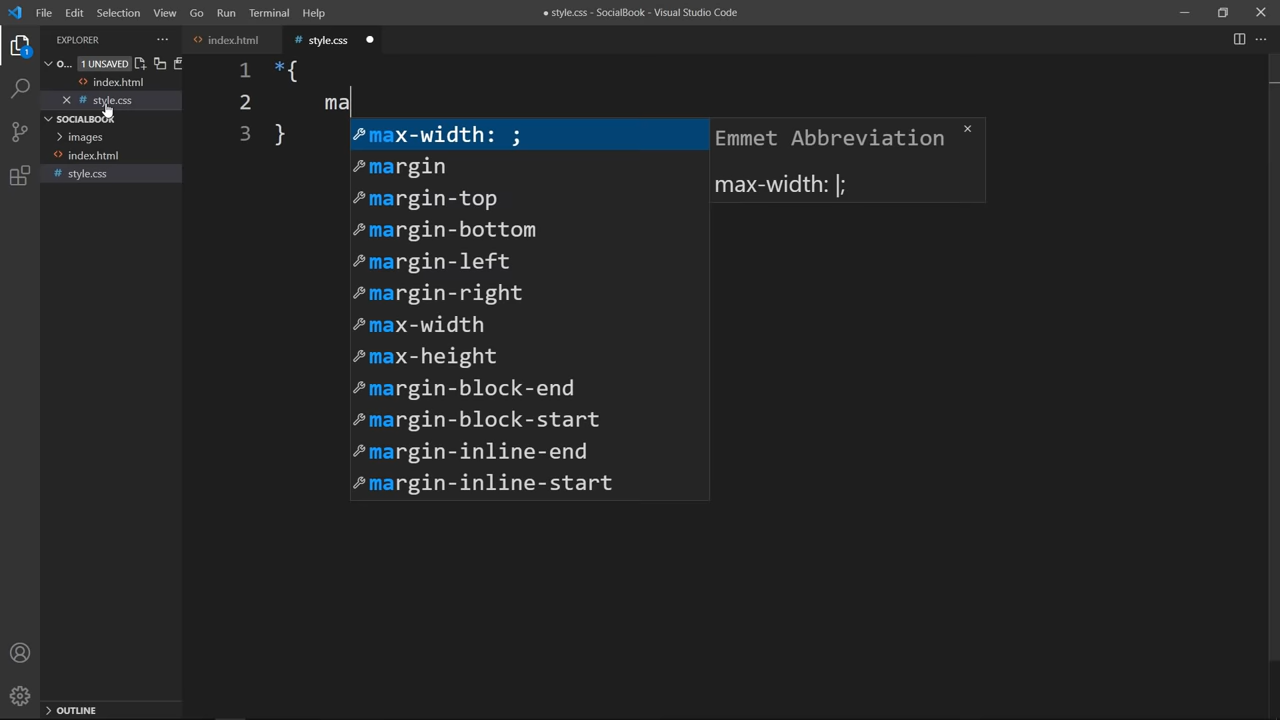 File Edit Selection View Go Run Terminal Help
● style.css - SocialBook - Visual Studio Code
EXPLORER ···
index.html
# style.css ●
O... 1 UNSAVED
index.html
# style.css
SOCIALBOOK
images
index.html
# style.css
OUTLINE
1
1 *{
2 ma
3 }
max-width: ;
margin
margin-top
margin-bottom
margin-left
margin-right
max-width
max-height
margin-block-end
margin-block-start
margin-inline-end
margin-inline-start
Emmet Abbreviation
max-width: |;